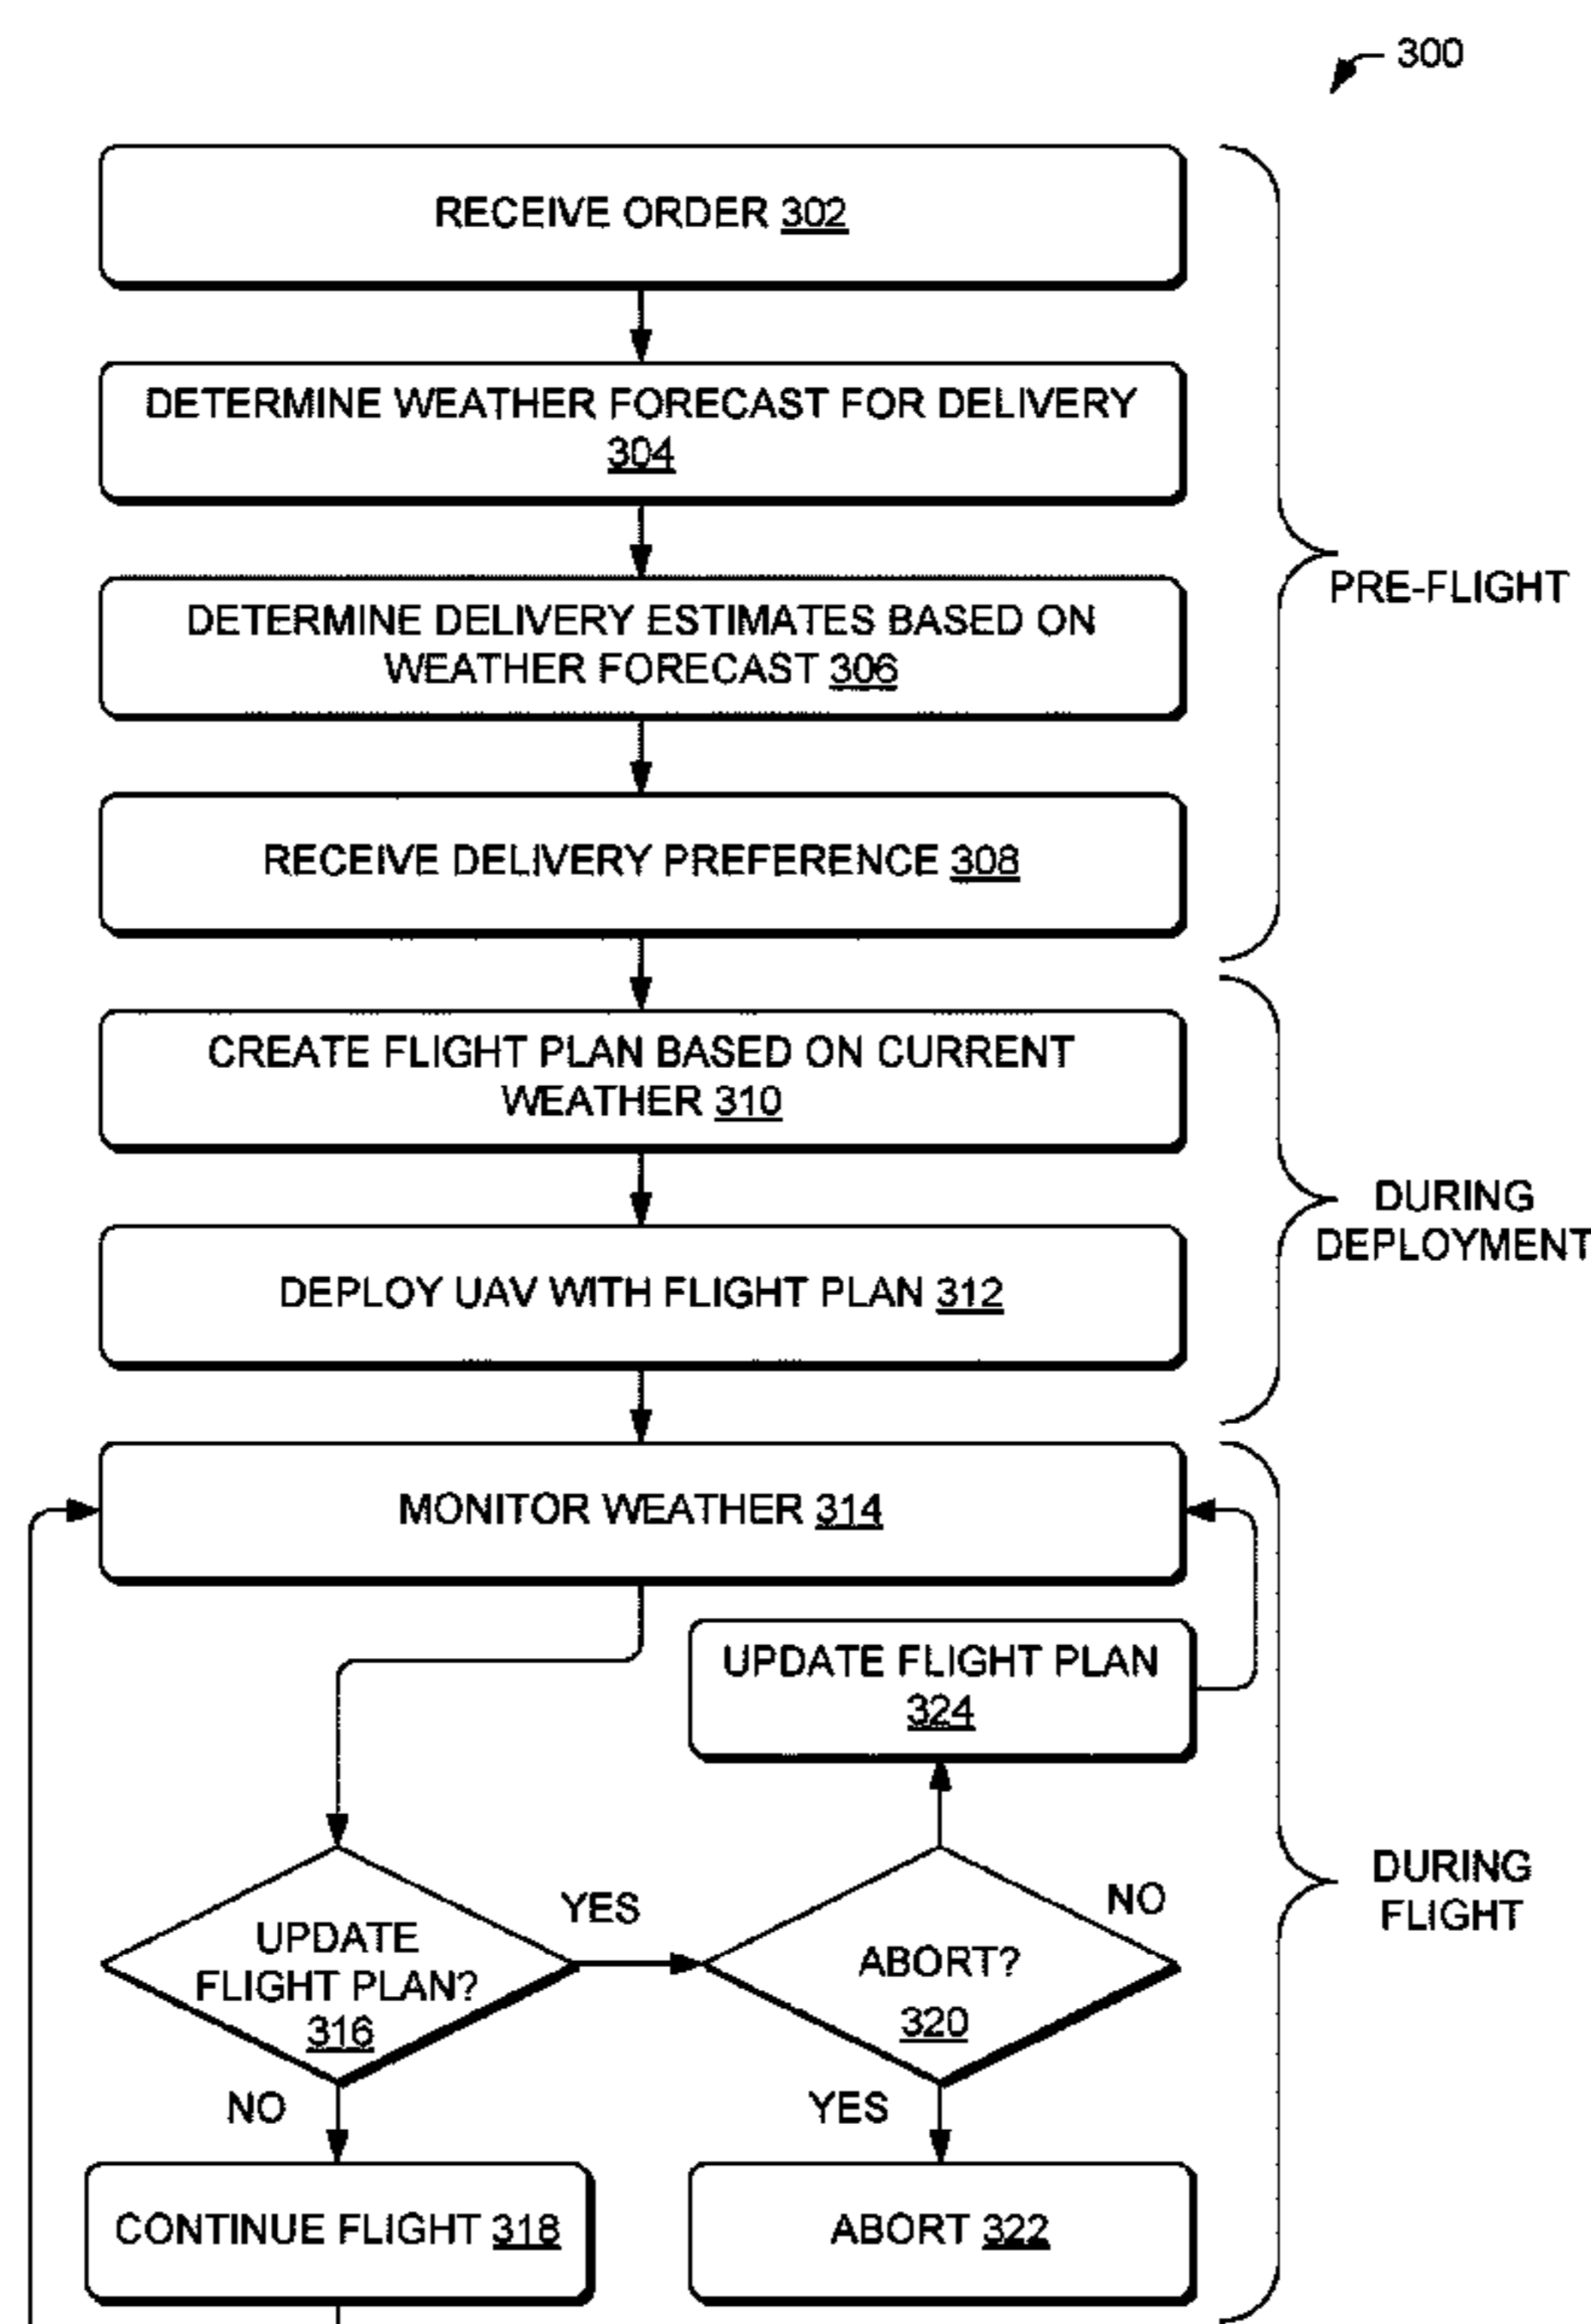 300
RECEIVE ORDER 302
DETERMINE WEATHER FORECAST FOR DELIVERY
304
DETERMINE DELIVERY ESTIMATES BASED ON
WEATHER FORECAST 306
PRE-FLIGHT
RECEIVE DELIVERY PREFERENCE 308
CREATE FLIGHT PLAN BASED ON CURRENT
WEATHER 310
DURING
DEPLOYMENT
DEPLOY UAV WITH FLIGHT PLAN 312
MONITOR WEATHER 314
UPDATE FLIGHT PLAN
324
DURING
FLIGHT
UPDATE
FLIGHT PLAN?
316
YES
ABORT?
320
NO
NO
YES
CONTINUE FLIGHT 318
ABORT 322